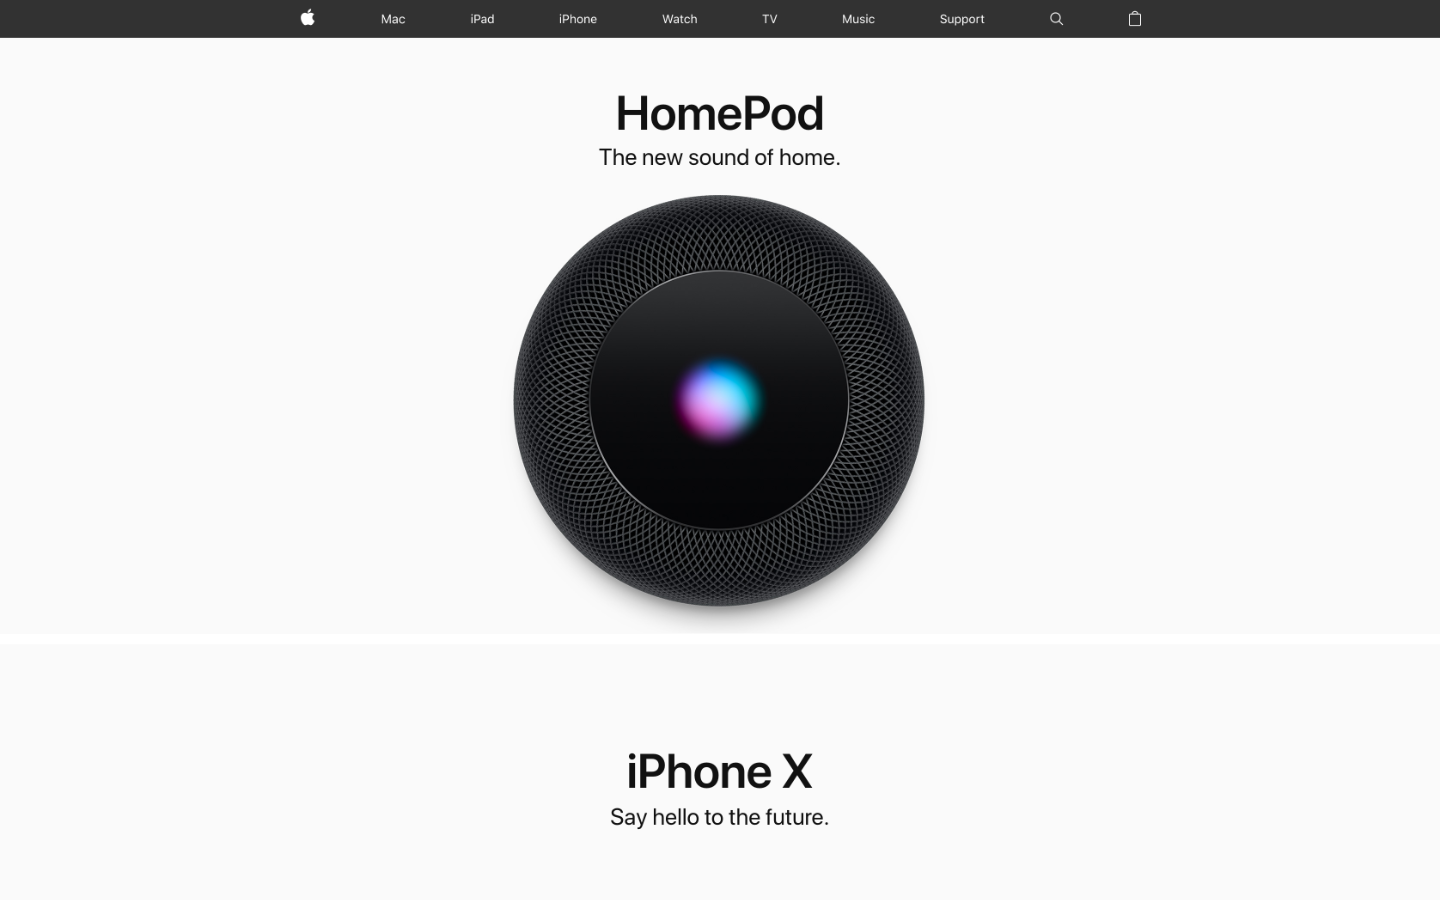 Mac
iPad
iPhone
Watch
TV
Music
Support
HomePod
The new sound of home.
iPhone X
Say hello to the future.